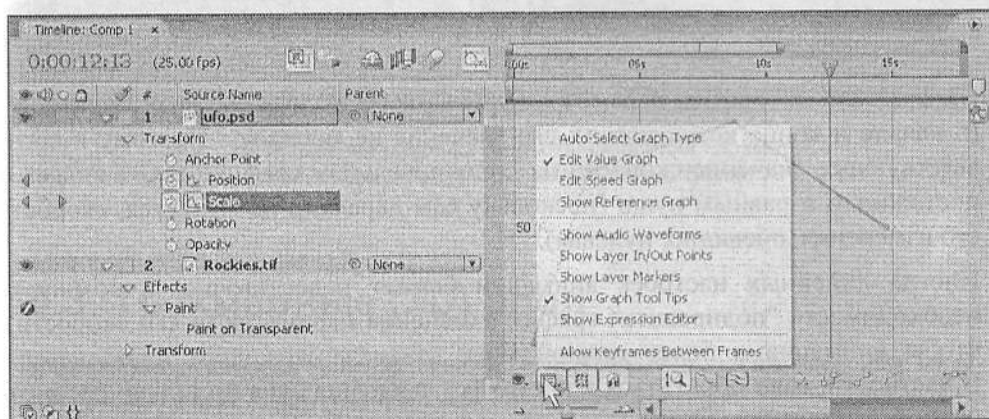 Timeline: Comp 1 ×
0;00:12:13 (25.00 fps)
0:00s 05s 10s 15s
# Source Name Parent
1 ufo.psd None
Transform
Anchor Point
Position
Scale
Rotation
Opacity
2 Rockies.tif None
Effects
Paint
Paint on Transparent
Transform
50
Auto-Select Graph Type
✓ Edit Value Graph
Edit Speed Graph
Show Reference Graph
Show Audio Waveforms
Show Layer In/Out Points
Show Layer Markers
✓ Show Graph Tool Tips
Show Expression Editor
Allow Keyframes Between Frames